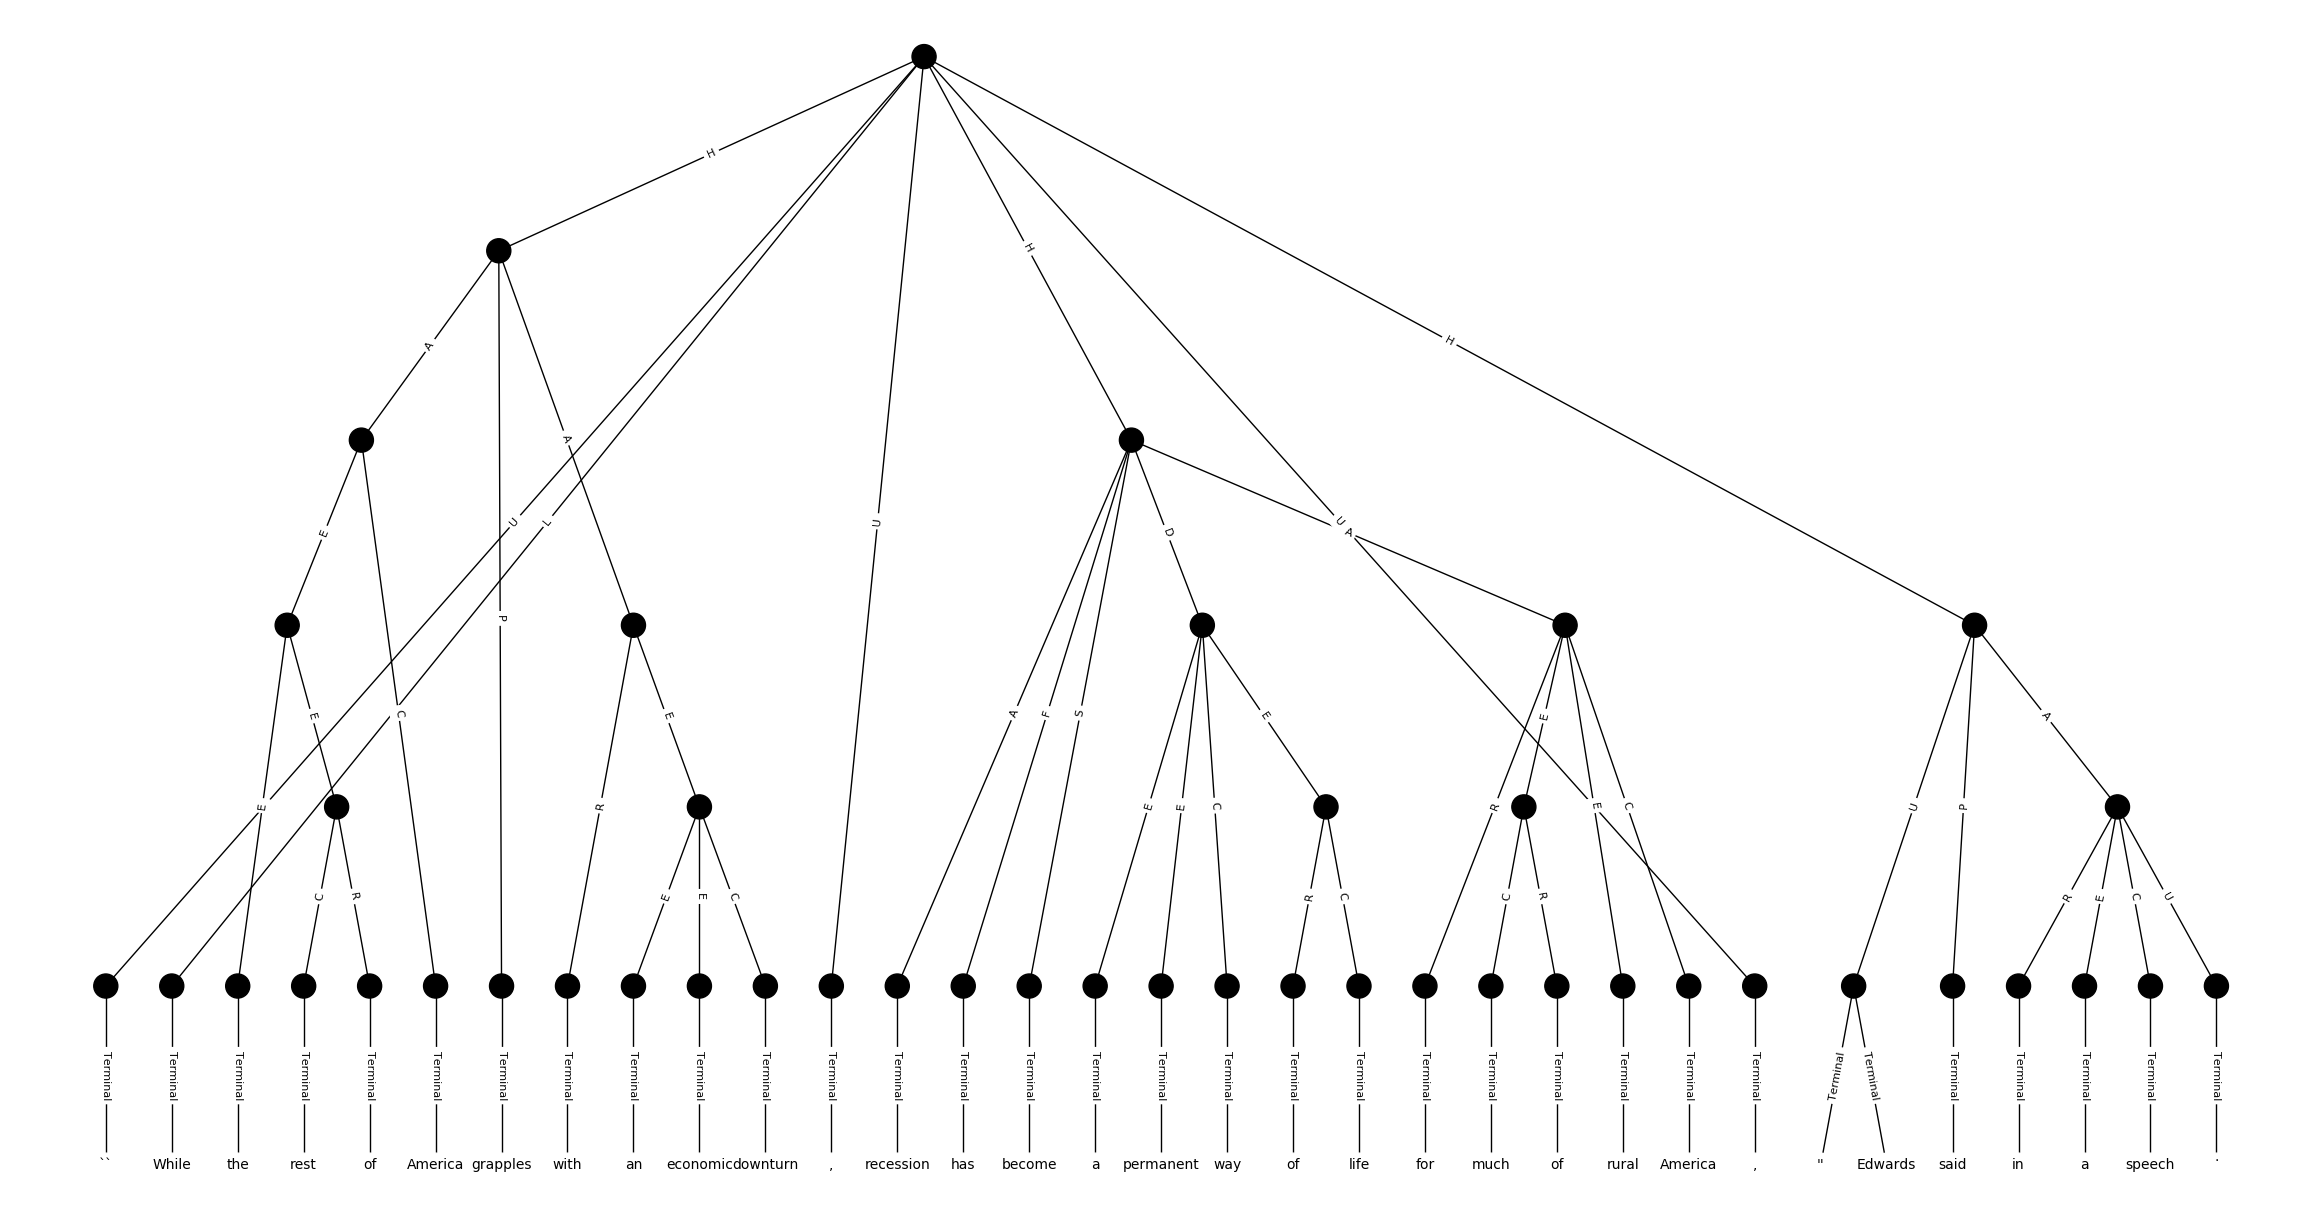 H
A
H
H
A
E
U
L
U
D
U
A
P
E
C
E
A
F
S
E
E
A
E
R
E
E
C
R
E
C
U
P
C
R
E
E
C
R
C
C
R
R
E
C
U
Terminal Terminal Terminal Terminal Terminal Terminal Terminal Terminal Terminal Terminal Terminal Terminal Terminal Terminal Terminal Terminal Terminal Terminal Terminal Terminal Terminal Terminal Terminal Terminal Terminal Terminal Terminal Terminal Terminal Terminal Terminal Terminal Terminal
`` While the rest of America grapples with an economic downturn , recession has become a permanent way of life for much of rural America , " Edwards said in a speech .